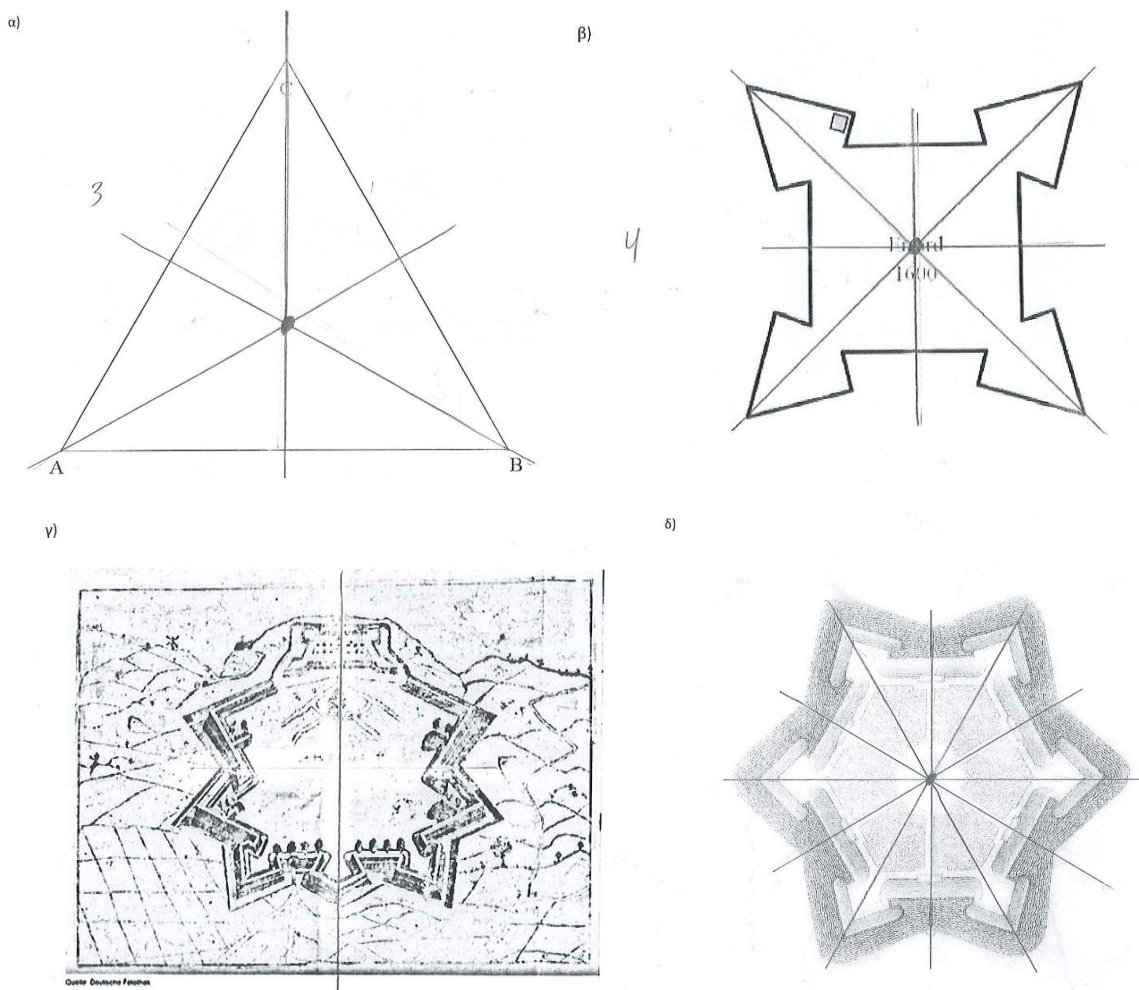 α)
C
3
A
B
β)
4
1600
γ)
Quelle: Deutsche Fotothek
δ)